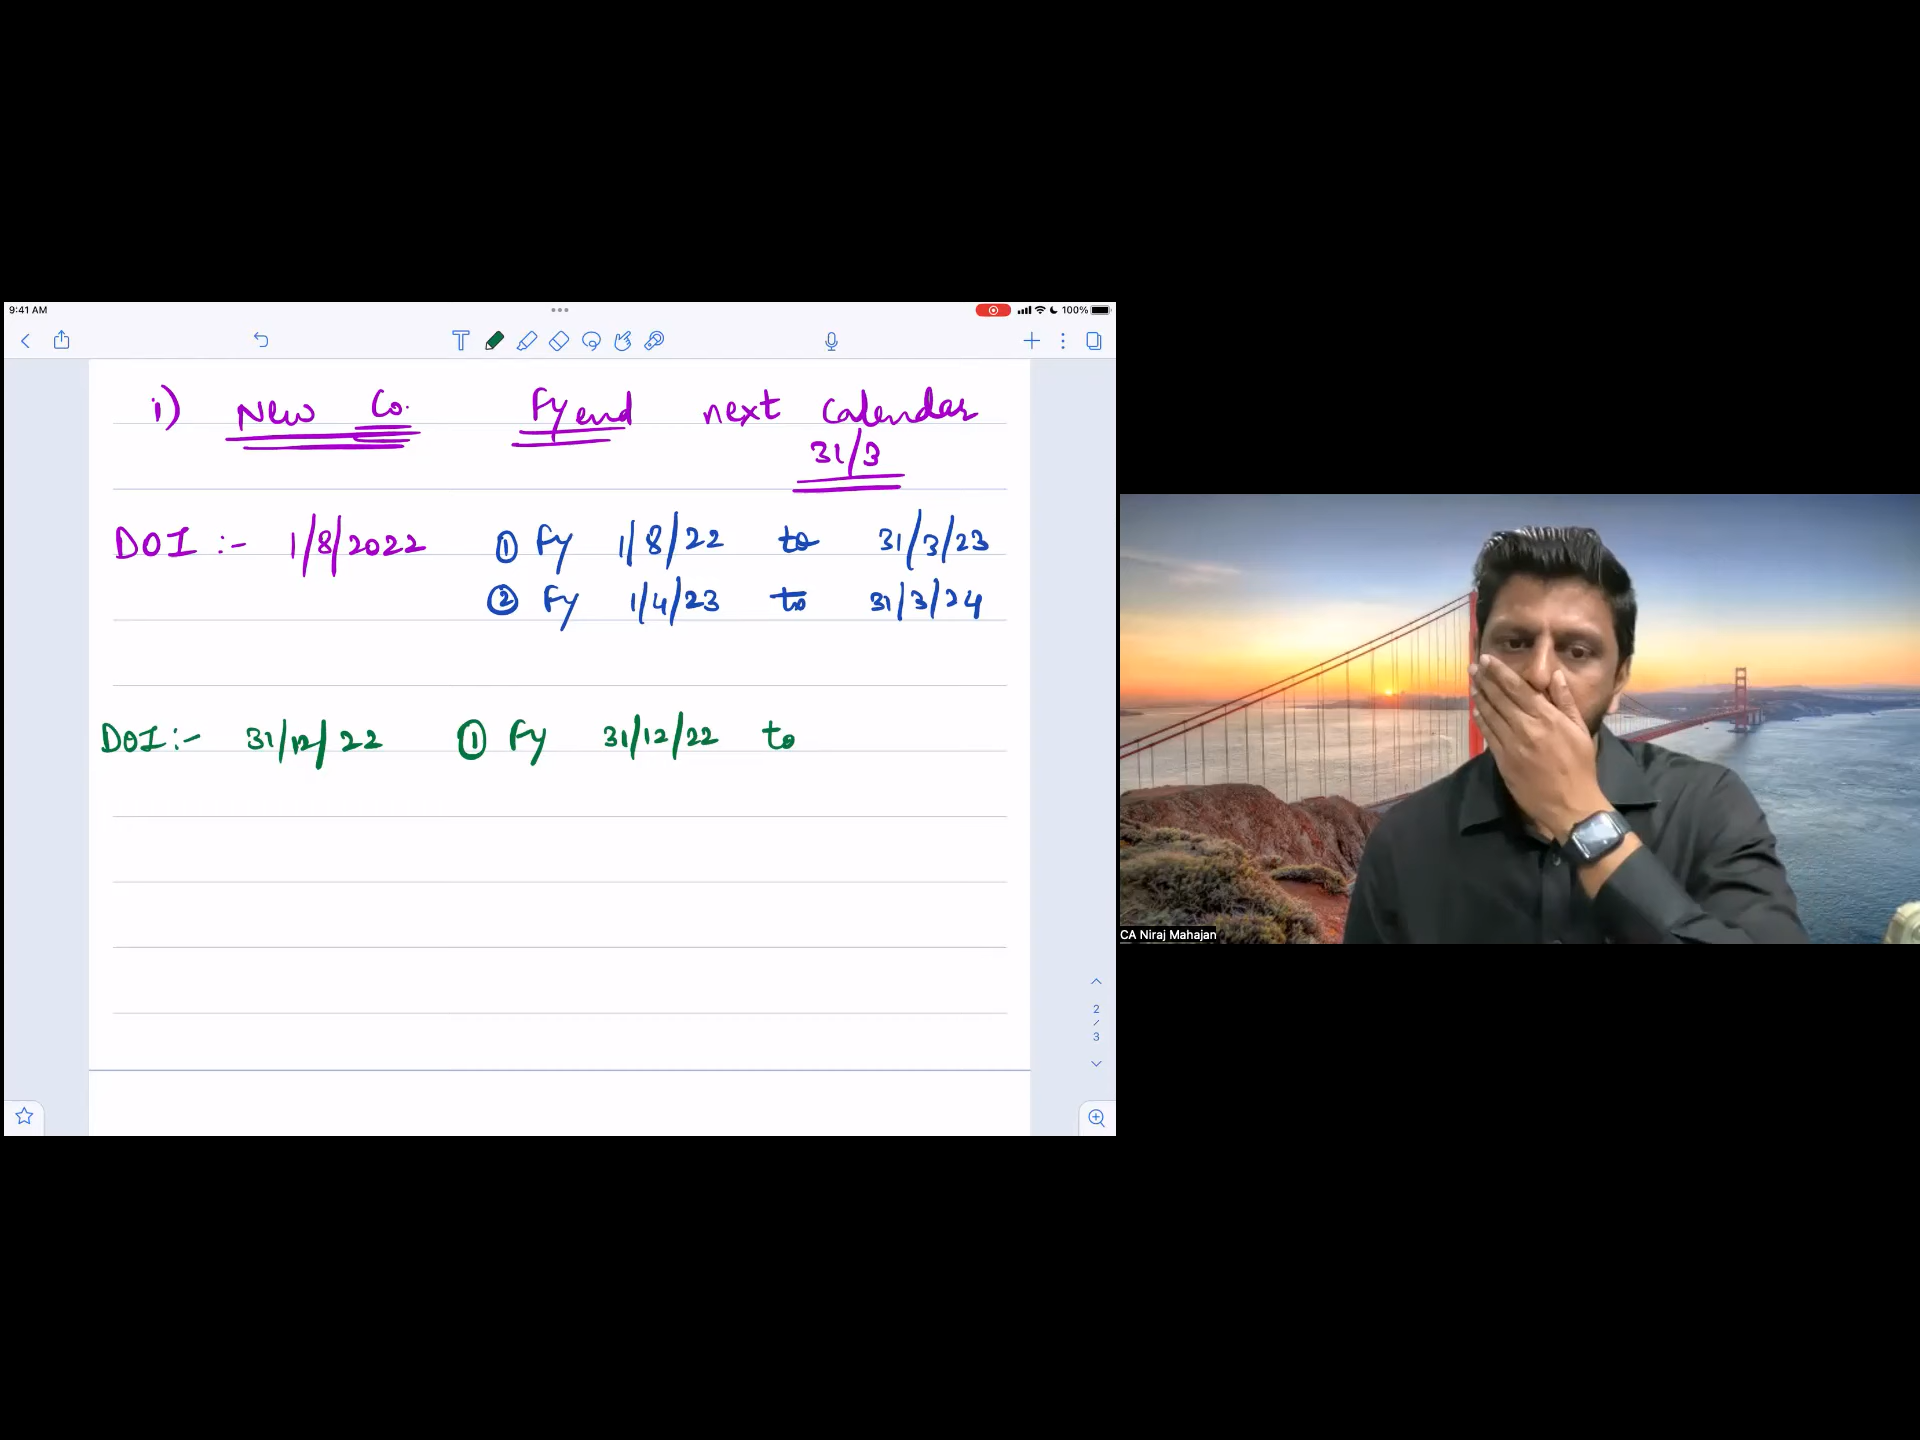 9:41 AM
100%
i) New Co. Fy end next Calendar
31/3
DOI :- 1/8/2022 ① Fy 1/8/22 to 31/3/23
② Fy 1/4/23 to 31/3/24
DOI :- 31/12/22 ① Fy 31/12/22 to
CA Niraj Mahajan
2
/
3